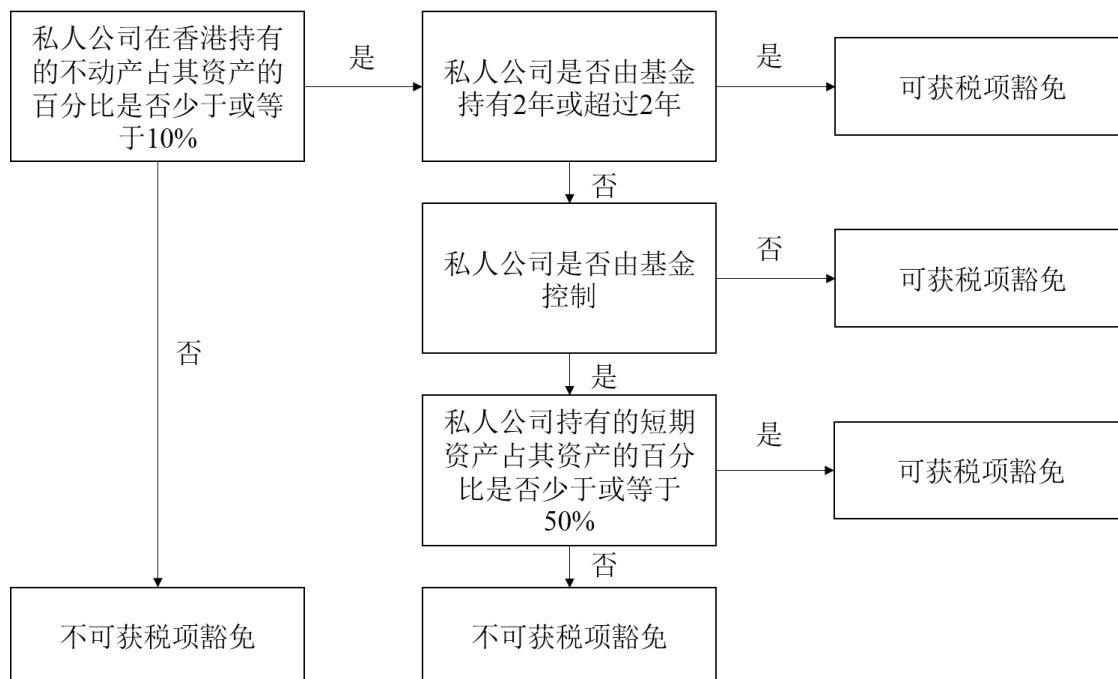 私人公司在香港持有
的不动产占其资产的
百分比是否少于或等
于10%
是
私人公司是否由基金
持有2年或超过2年
是
可获税项豁免
否
私人公司是否由基金
控制
否
可获税项豁免
否
是
私人公司持有的短期
资产占其资产的百分
比是否少于或等于
50%
是
可获税项豁免
否
不可获税项豁免
不可获税项豁免